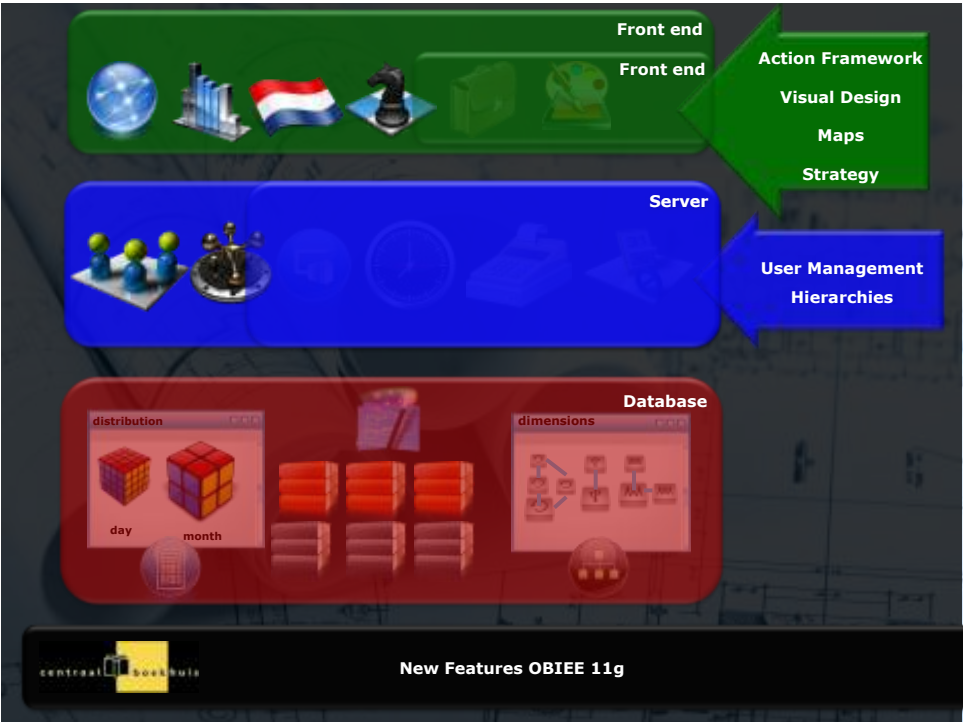 Front end
Front end
Action Framework
Visual Design
Maps
Strategy
Server
User Management
Hierarchies
Database
distribution
day
month
dimensions
centraal boekhuis
New Features OBIEE 11g